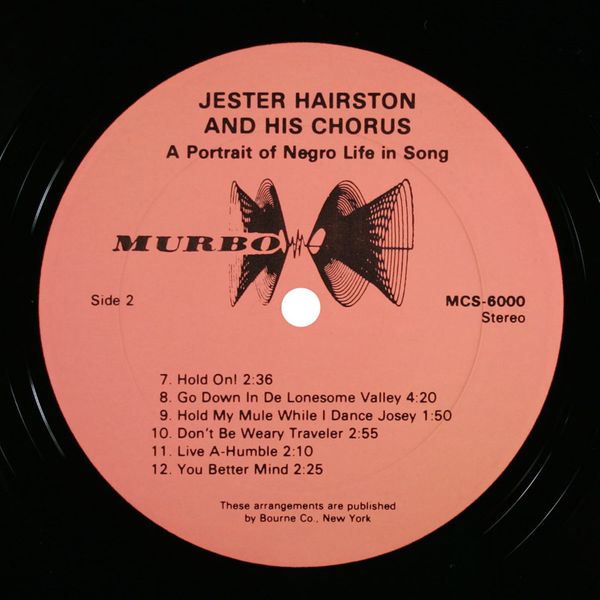 JESTER HAIRSTON
AND HIS CHORUS
A Portrait of Negro Life in Song
MURBO
Side 2
MCS-6000
Stereo
7. Hold On! 2:36
8. Go Down In De Lonesome Valley 4:20
9. Hold My Mule While I Dance Josey 1:50
10. Don't Be Weary Traveler 2:55
11. Live A-Humble 2:10
12. You Better Mind 2:25
These arrangements are published
by Bourne Co., New York